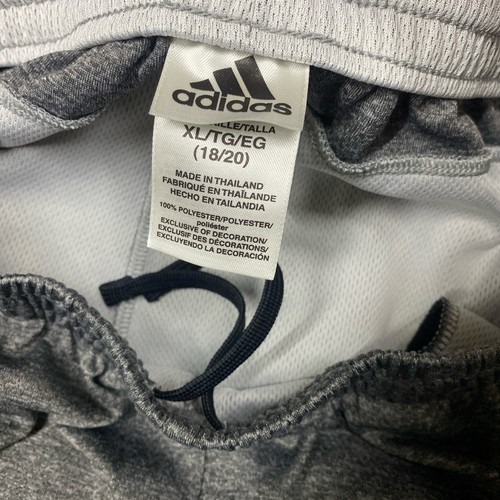 adidas
TAILLE/TALLA
XL/TG/EG
(18/20)
MADE IN THAILAND
FABRIQUÉ EN THAÏLANDE
HECHO EN TAILANDIA
100% POLYESTER/POLYESTER/
poliéster
EXCLUSIVE OF DECORATION/
EXCLUSIF DES DÉCORATIONS/
EXCLUYENDO LA DECORACIÓN